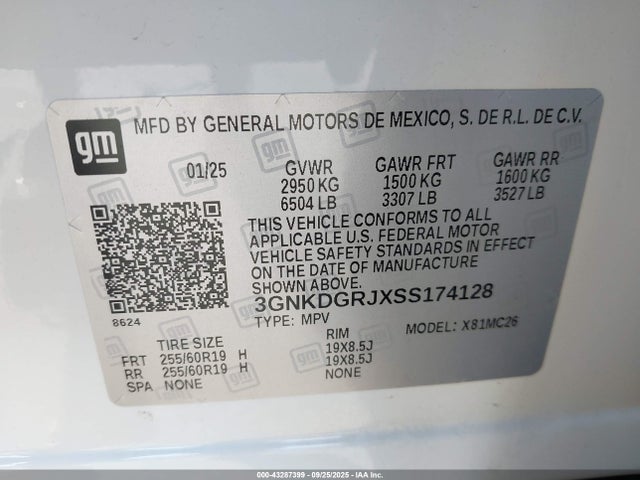 gm
MFD BY GENERAL MOTORS DE MEXICO, S. DE R.L. DE C.V.
01/25 GVWR GAWR FRT GAWR RR
2950 KG 1500 KG 1600 KG
6504 LB 3307 LB 3527 LB
THIS VEHICLE CONFORMS TO ALL
APPLICABLE U.S. FEDERAL MOTOR
VEHICLE SAFETY STANDARDS IN EFFECT
ON THE DATE OF MANUFACTURE
SHOWN ABOVE.
3GNKDGRJXSS174128
8624 TYPE: MPV MODEL: X81MC26
TIRE SIZE RIM
FRT 255/60R19 H 19X8.5J
RR 255/60R19 H 19X8.5J
SPA NONE NONE
000-43287399 - 09/25/2025 - IAA Inc.